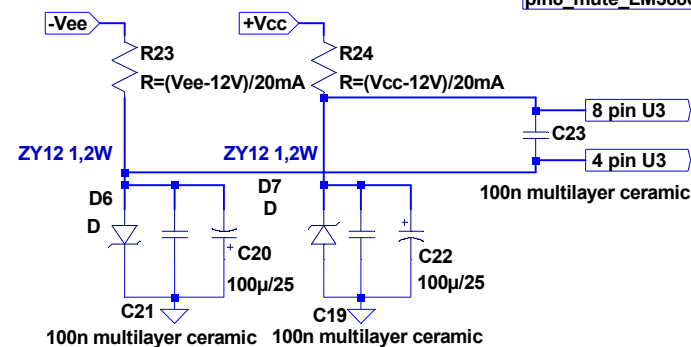 pin8_mute_LM3886
-Vee
+Vcc
R23
R=(Vee-12V)/20mA
R24
R=(Vcc-12V)/20mA
8 pin U3
C23
4 pin U3
100n multilayer ceramic
ZY12 1,2W
ZY12 1,2W
D6
D
D7
D
+
C20
100µ/25
+
C22
100µ/25
C21
100n multilayer ceramic
C19
100n multilayer ceramic